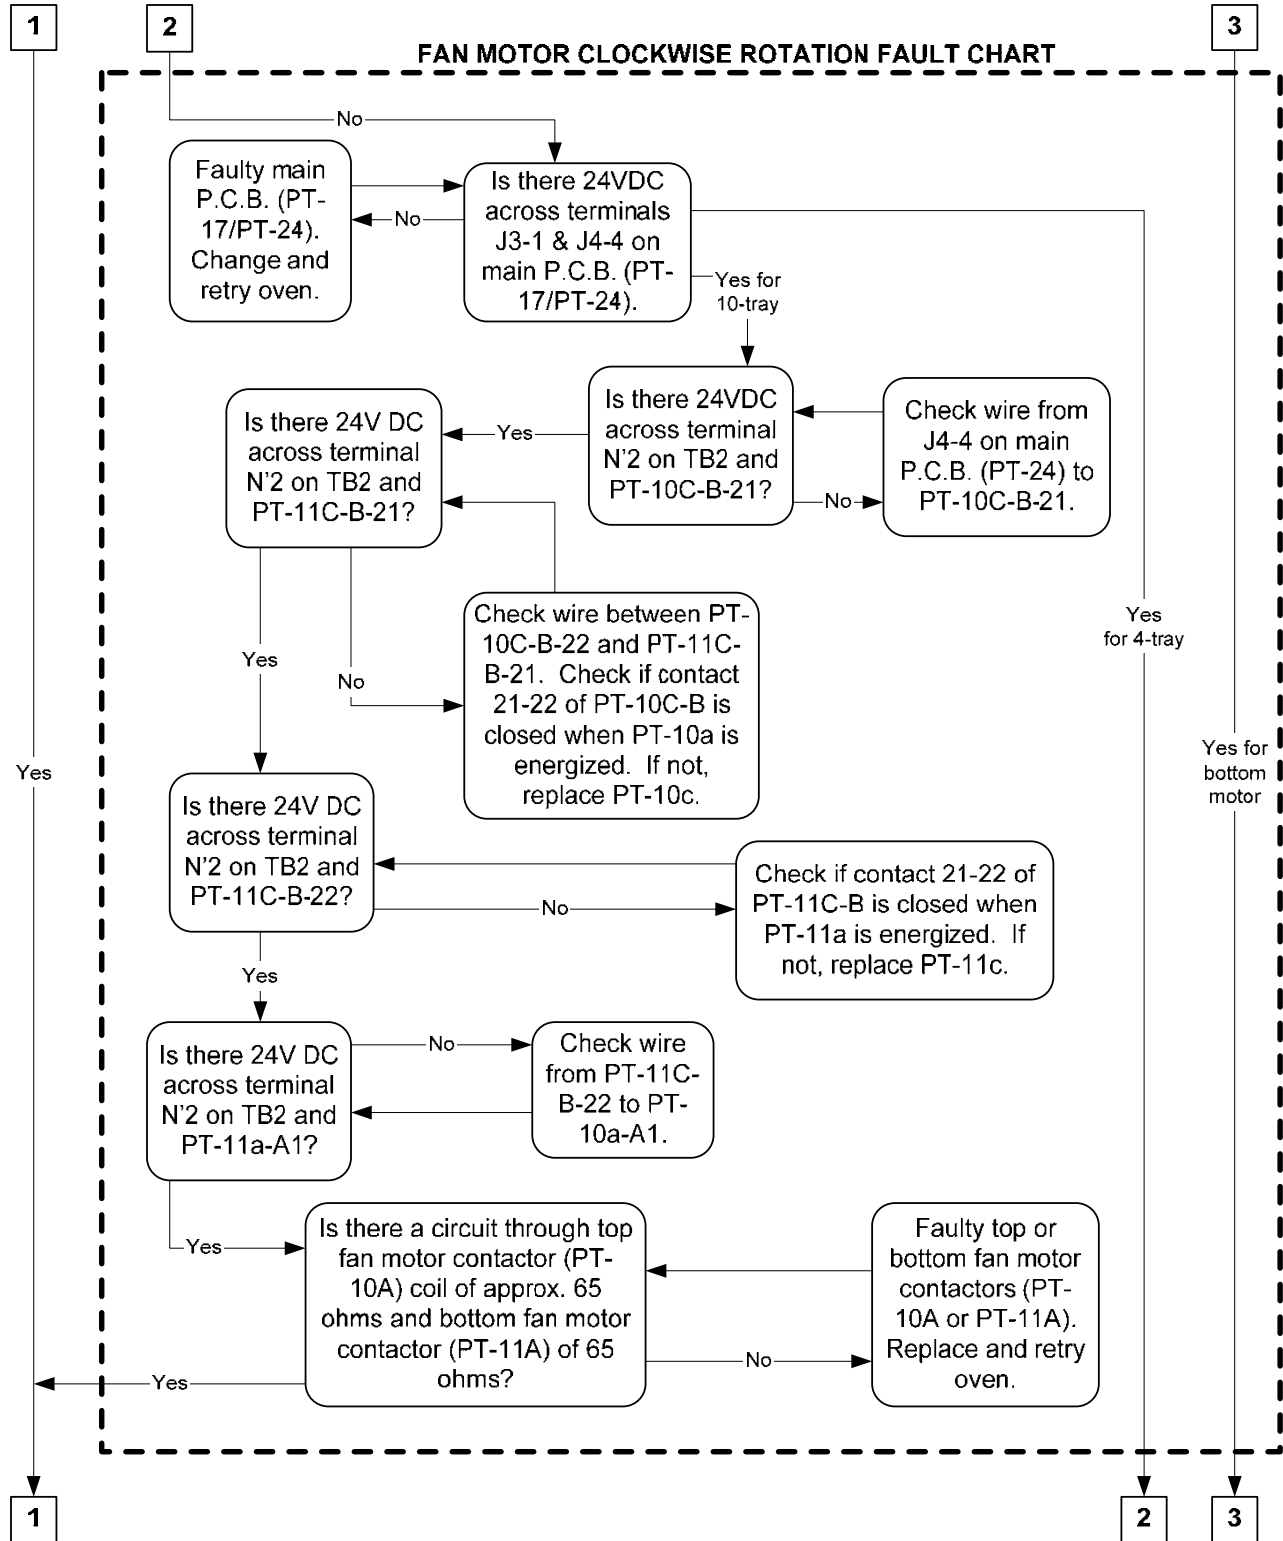 1
2
3
FAN MOTOR CLOCKWISE ROTATION FAULT CHART
No
Faulty main
P.C.B. (PT-
17/PT-24).
Change and
retry oven.
No
Is there 24VDC
across terminals
J3-1 & J4-4 on
main P.C.B. (PT-
17/PT-24).
Yes for
10-tray
Is there 24V DC
across terminal
N'2 on TB2 and
PT-11C-B-21?
Yes
Is there 24VDC
across terminal
N'2 on TB2 and
PT-10C-B-21?
No
Check wire from
J4-4 on main
P.C.B. (PT-24) to
PT-10C-B-21.
Yes
No
Check wire between PT-
10C-B-22 and PT-11C-
B-21. Check if contact
21-22 of PT-10C-B is
closed when PT-10a is
energized. If not,
replace PT-10c.
Yes
for 4-tray
Yes
Yes for
bottom
motor
Is there 24V DC
across terminal
N'2 on TB2 and
PT-11C-B-22?
No
Check if contact 21-22 of
PT-11C-B is closed when
PT-11a is energized. If
not, replace PT-11c.
Yes
Is there 24V DC
across terminal
N'2 on TB2 and
PT-11a-A1?
No
Check wire
from PT-11C-
B-22 to PT-
10a-A1.
Yes
Is there a circuit through top
fan motor contactor (PT-
10A) coil of approx. 65
ohms and bottom fan motor
contactor (PT-11A) of 65
ohms?
No
Faulty top or
bottom fan motor
contactors (PT-
10A or PT-11A).
Replace and retry
oven.
Yes
1
2
3